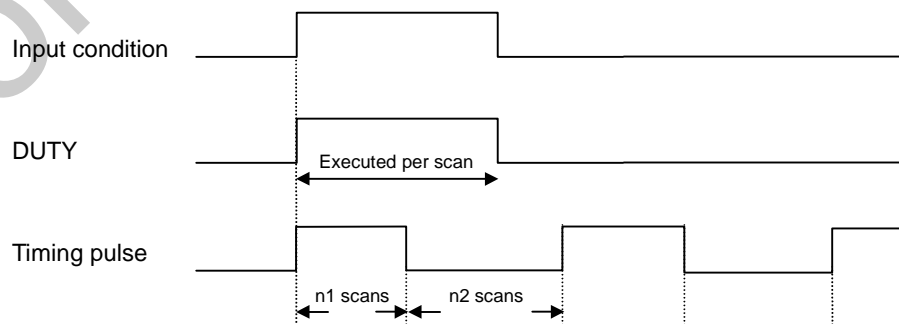 Input condition
DUTY
Executed per scan
Timing pulse
n1 scans
n2 scans